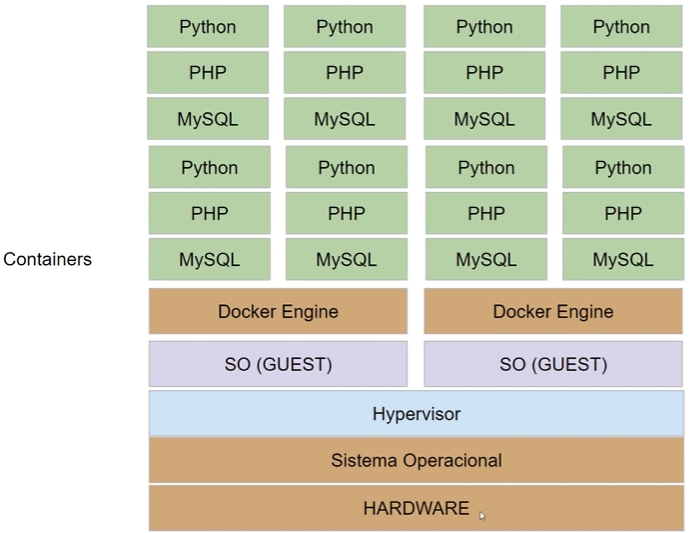 Python Python Python Python
PHP PHP PHP PHP
MySQL MySQL MySQL MySQL
Python Python Python Python
PHP PHP PHP PHP
Containers MySQL MySQL MySQL MySQL
Docker Engine Docker Engine
SO (GUEST) SO (GUEST)
Hypervisor
Sistema Operacional
HARDWARE